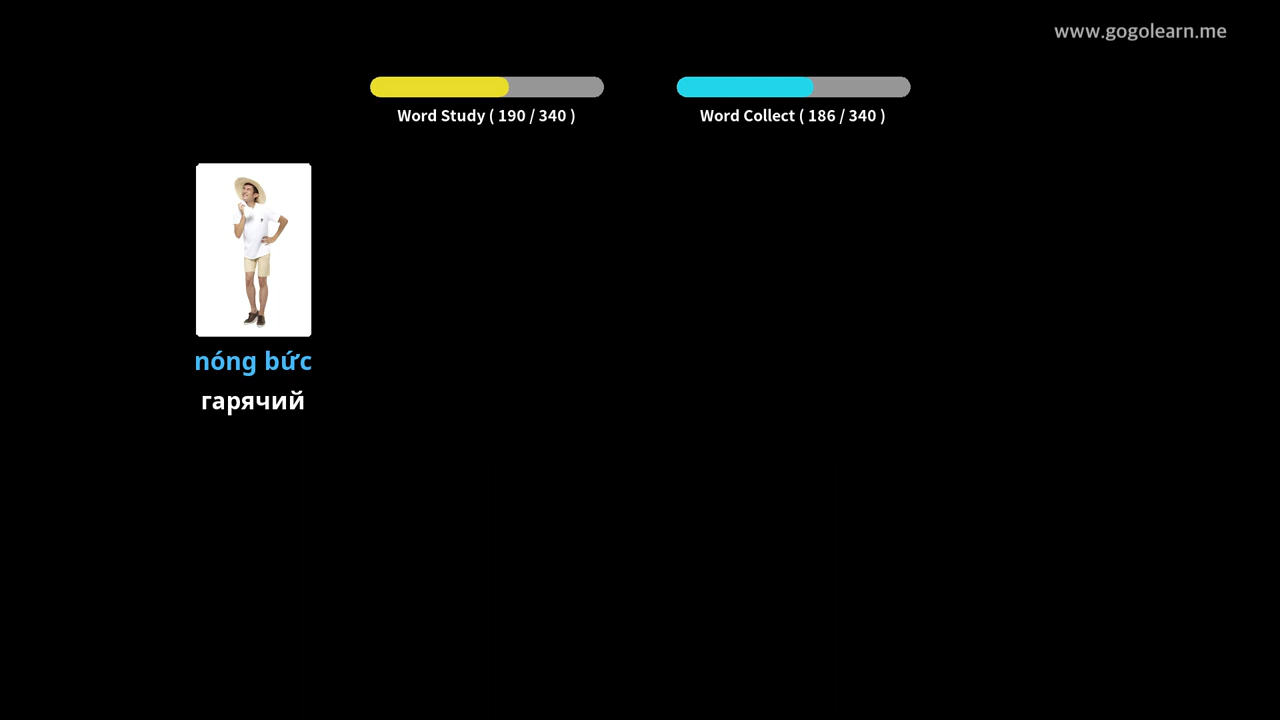 www.gogolearn.me
Word Study ( 190 / 340 )
Word Collect ( 186 / 340 )
nóng bức
гарячий